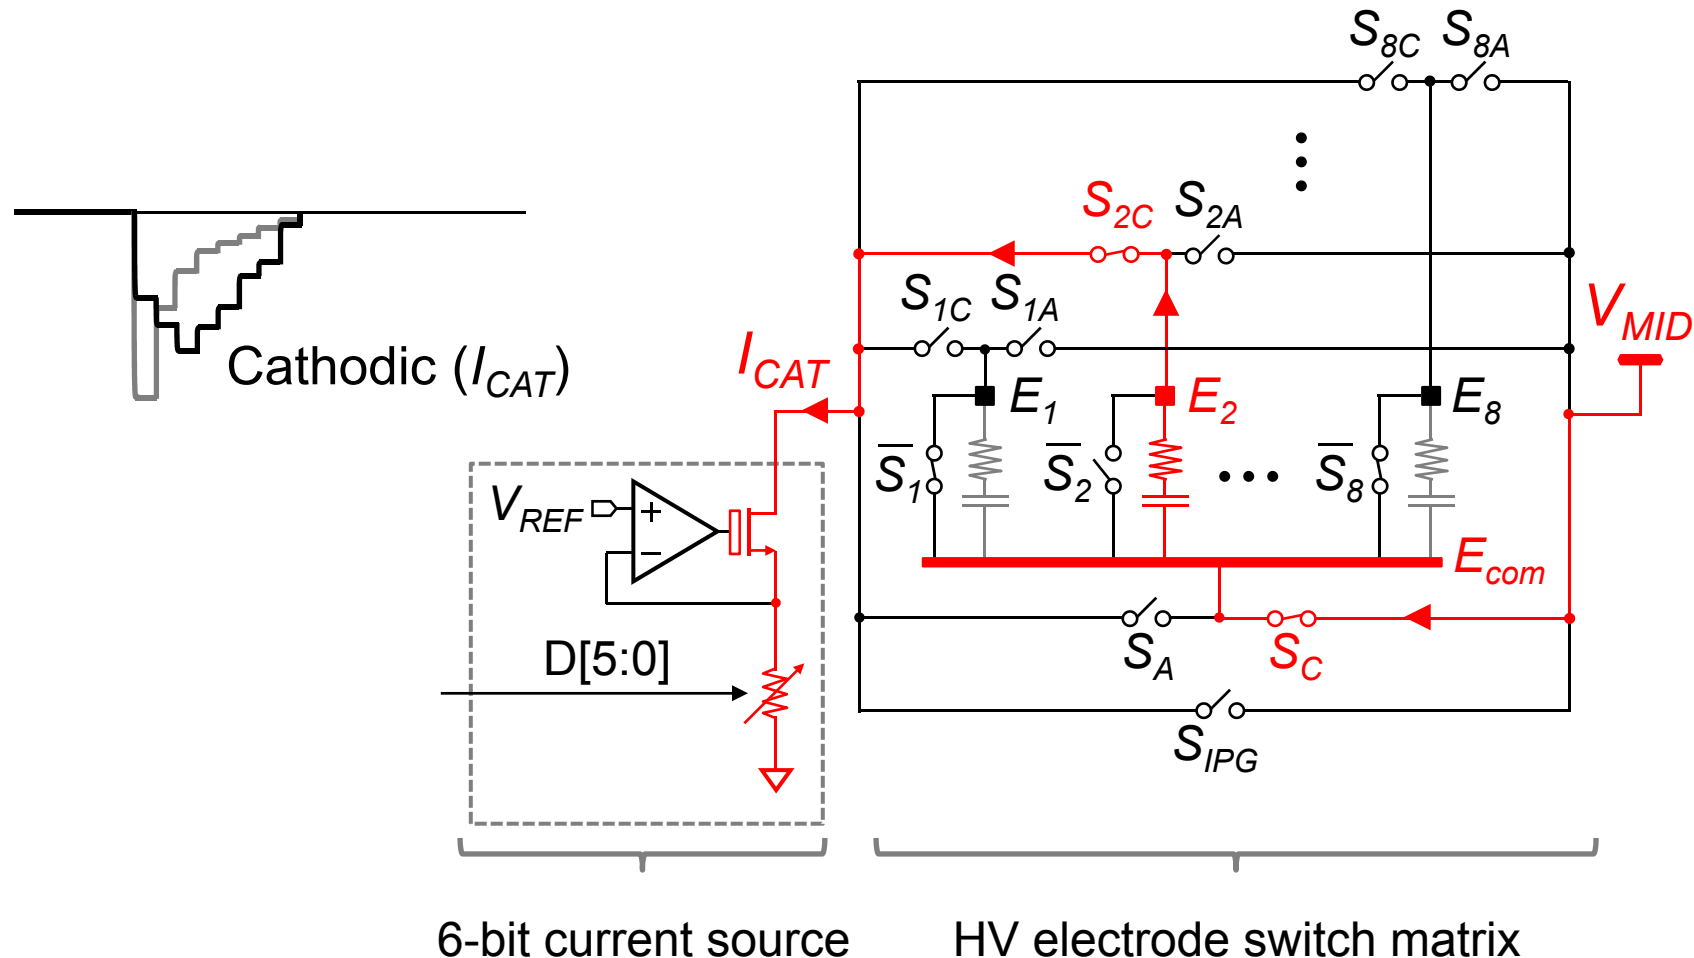 S8C S8A
S2C S2A
S1C S1A
VMID
Cathodic (ICAT)
ICAT
E1 E2 E8
S̅1 S̅2 S̅8
VREF
+
−
Ecom
D[5:0]
SA SC
SIPG
6-bit current source
HV electrode switch matrix